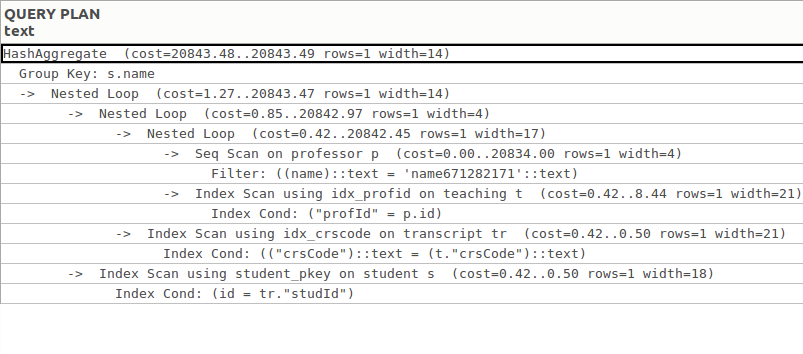 QUERY PLAN
text
HashAggregate  (cost=20843.48..20843.49 rows=1 width=14)
Group Key: s.name
->  Nested Loop  (cost=1.27..20843.47 rows=1 width=14)
->  Nested Loop  (cost=0.85..20842.97 rows=1 width=4)
->  Nested Loop  (cost=0.42..20842.45 rows=1 width=17)
->  Seq Scan on professor p  (cost=0.00..20834.00 rows=1 width=4)
Filter: ((name)::text = 'name671282171'::text)
->  Index Scan using idx_profid on teaching t  (cost=0.42..8.44 rows=1 width=21)
Index Cond: ("profId" = p.id)
->  Index Scan using idx_crscode on transcript tr  (cost=0.42..0.50 rows=1 width=21)
Index Cond: (("crsCode")::text = (t."crsCode")::text)
->  Index Scan using student_pkey on student s  (cost=0.42..0.50 rows=1 width=18)
Index Cond: (id = tr."studId")